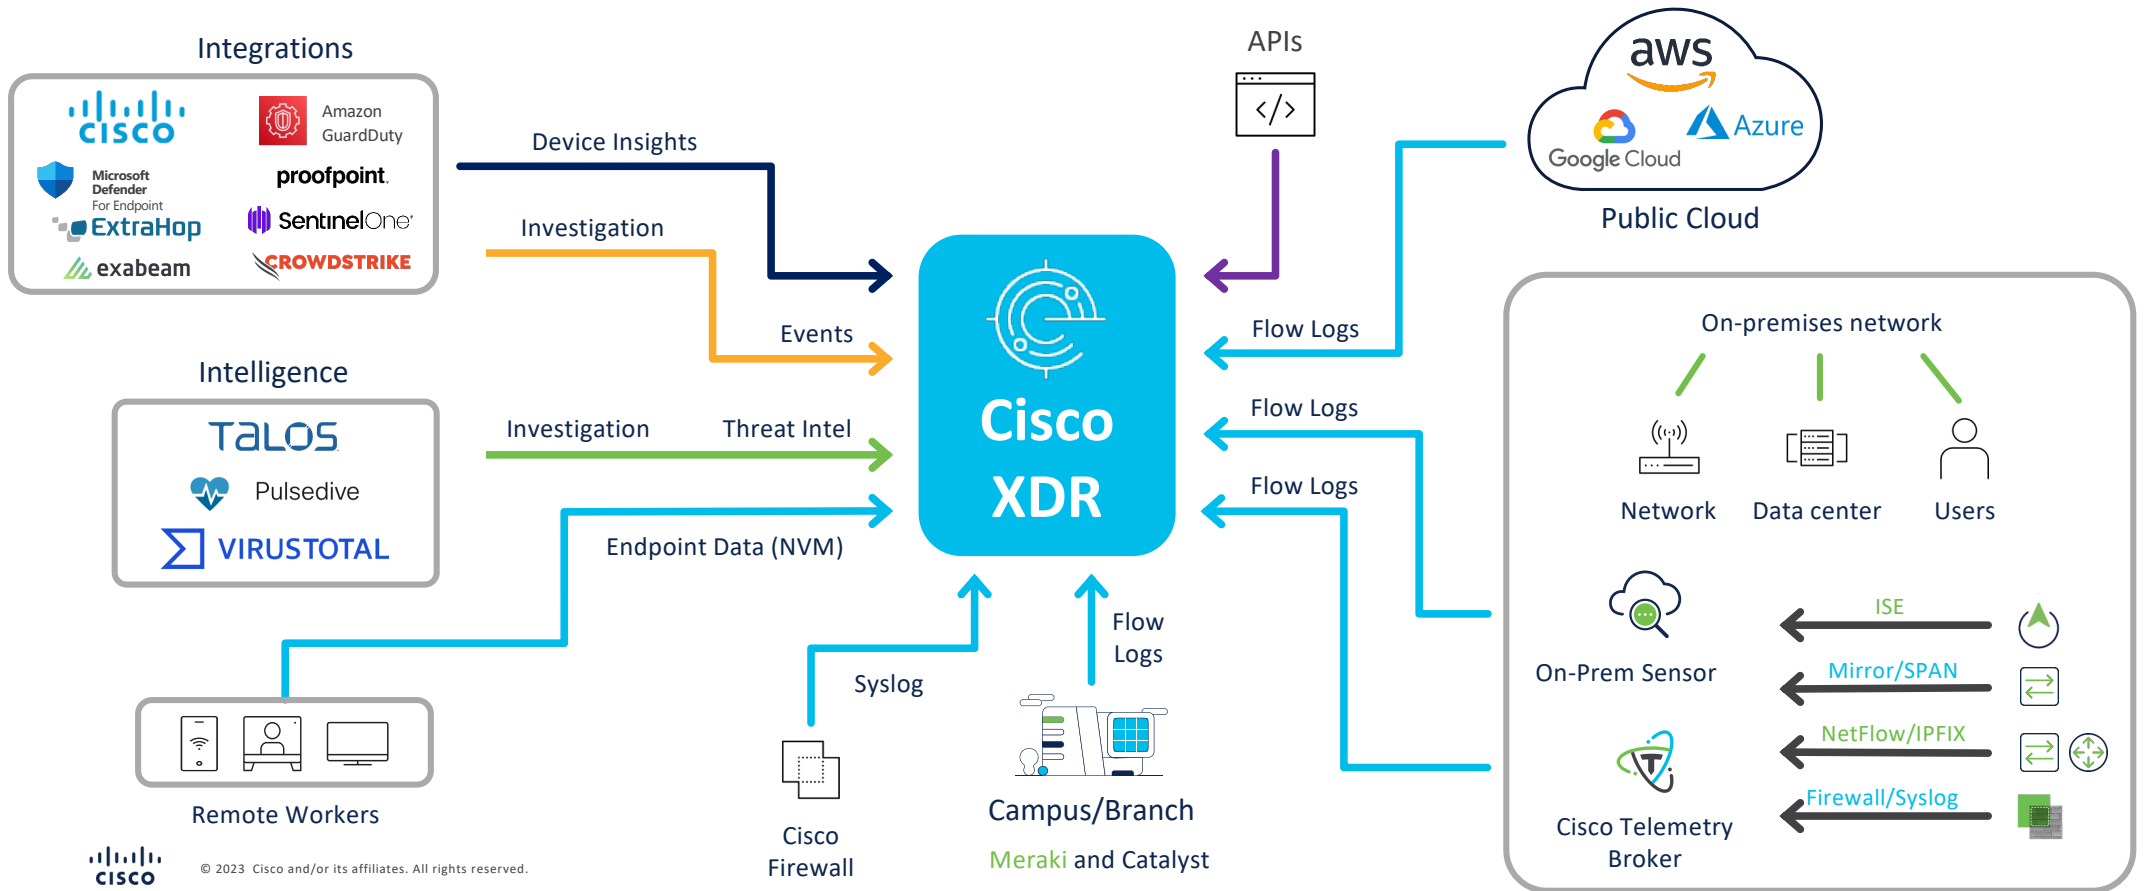 Integrations
CISCO
Amazon
GuardDuty
Microsoft
Defender
For Endpoint
proofpoint.
ExtraHop
SentinelOne
exabeam
CROWDSTRIKE
Device Insights
Investigation
Events
Intelligence
TALOS
Pulsedive
VIRUSTOTAL
Investigation
Threat Intel
Endpoint Data (NVM)
Remote Workers
Cisco
XDR
APIs
</>
aws
Google Cloud
Azure
Public Cloud
Flow Logs
Flow Logs
Flow Logs
Syslog
Cisco
Firewall
Flow
Logs
Campus/Branch
Meraki and Catalyst
On-premises network
Network
Data center
Users
On-Prem Sensor
ISE
Mirror/SPAN
NetFlow/IPFIX
Firewall/Syslog
T
Cisco Telemetry
Broker
CISCO
© 2023 Cisco and/or its affiliates. All rights reserved.